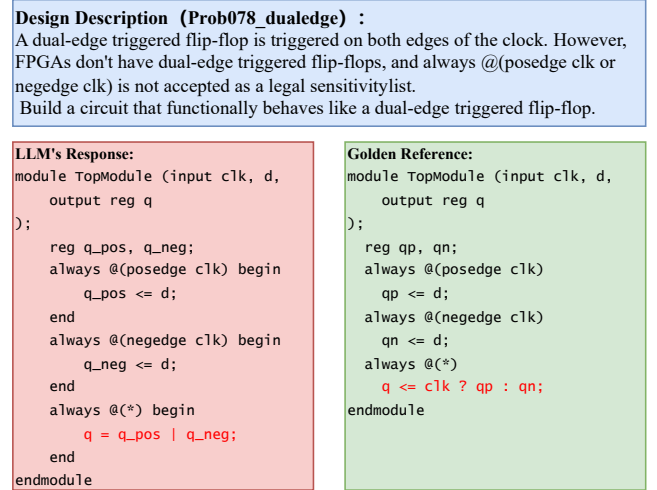 Design Description（Prob078_dualedge）:
A dual-edge triggered flip-flop is triggered on both edges of the clock. However,
FPGAs don't have dual-edge triggered flip-flops, and always @(posedge clk or
negedge clk) is not accepted as a legal sensitivitylist.
Build a circuit that functionally behaves like a dual-edge triggered flip-flop.
LLM's Response:
module TopModule (input clk, d,
    output reg q
);
    reg q_pos, q_neg;
    always @(posedge clk) begin
        q_pos <= d;
    end
    always @(negedge clk) begin
        q_neg <= d;
    end
    always @(*) begin
        q = q_pos | q_neg;
    end
endmodule
Golden Reference:
module TopModule (input clk, d,
    output reg q
);
  reg qp, qn;
  always @(posedge clk)
    qp <= d;
  always @(negedge clk)
    qn <= d;
  always @(*)
    q <= clk ? qp : qn;
endmodule